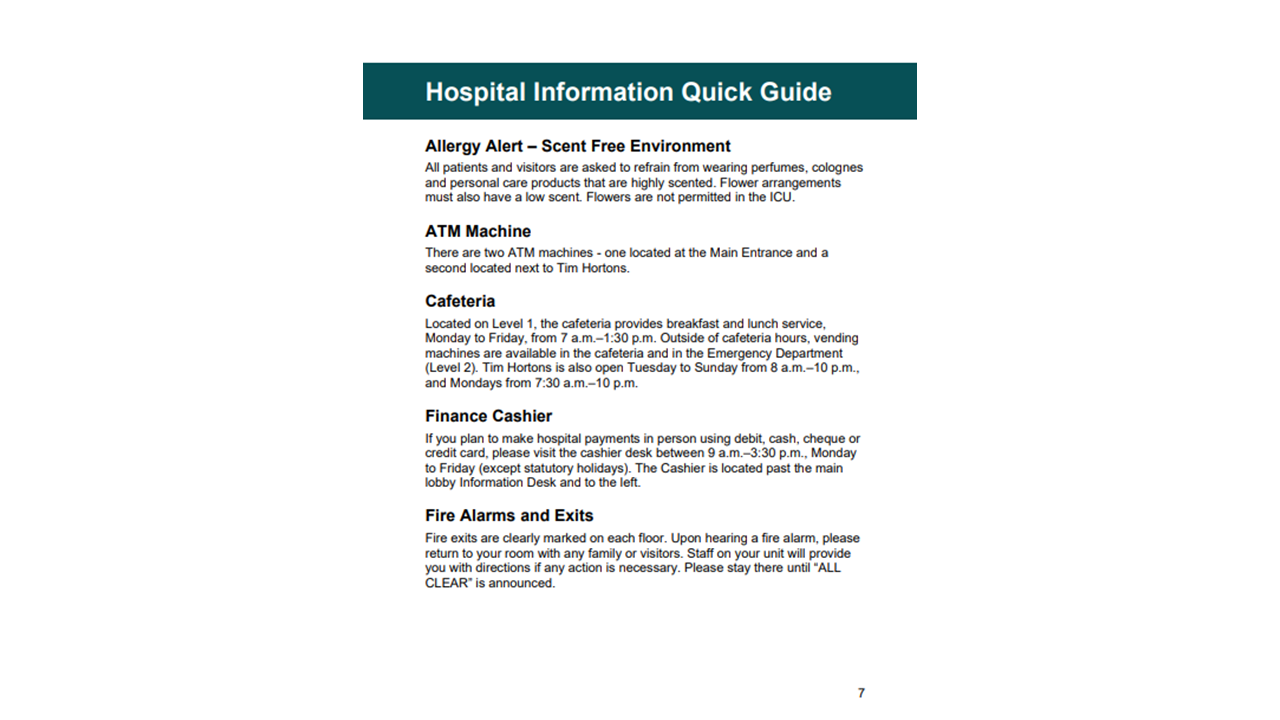 Hospital Information Quick Guide
Allergy Alert – Scent Free Environment
All patients and visitors are asked to refrain from wearing perfumes, colognes
and personal care products that are highly scented. Flower arrangements
must also have a low scent. Flowers are not permitted in the ICU.
ATM Machine
There are two ATM machines - one located at the Main Entrance and a
second located next to Tim Hortons.
Cafeteria
Located on Level 1, the cafeteria provides breakfast and lunch service,
Monday to Friday, from 7 a.m.–1:30 p.m. Outside of cafeteria hours, vending
machines are available in the cafeteria and in the Emergency Department
(Level 2). Tim Hortons is also open Tuesday to Sunday from 8 a.m.–10 p.m.,
and Mondays from 7:30 a.m.–10 p.m.
Finance Cashier
If you plan to make hospital payments in person using debit, cash, cheque or
credit card, please visit the cashier desk between 9 a.m.–3:30 p.m., Monday
to Friday (except statutory holidays). The Cashier is located past the main
lobby Information Desk and to the left.
Fire Alarms and Exits
Fire exits are clearly marked on each floor. Upon hearing a fire alarm, please
return to your room with any family or visitors. Staff on your unit will provide
you with directions if any action is necessary. Please stay there until “ALL
CLEAR” is announced.
7